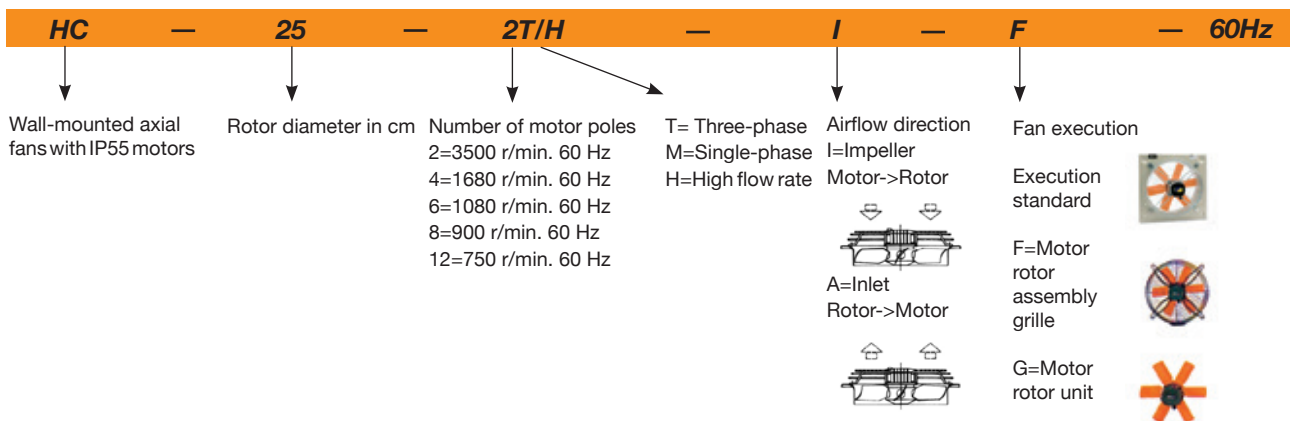 HC — 25 — 2T/H — I — F — 60Hz
Wall-mounted axial
fans with IP55 motors
Rotor diameter in cm
Number of motor poles
2=3500 r/min. 60 Hz
4=1680 r/min. 60 Hz
6=1080 r/min. 60 Hz
8=900 r/min. 60 Hz
12=750 r/min. 60 Hz
T= Three-phase
M=Single-phase
H=High flow rate
Airflow direction
I=Impeller
Motor->Rotor
A=Inlet
Rotor->Motor
Fan execution
Execution
standard
F=Motor
rotor
assembly
grille
G=Motor
rotor unit